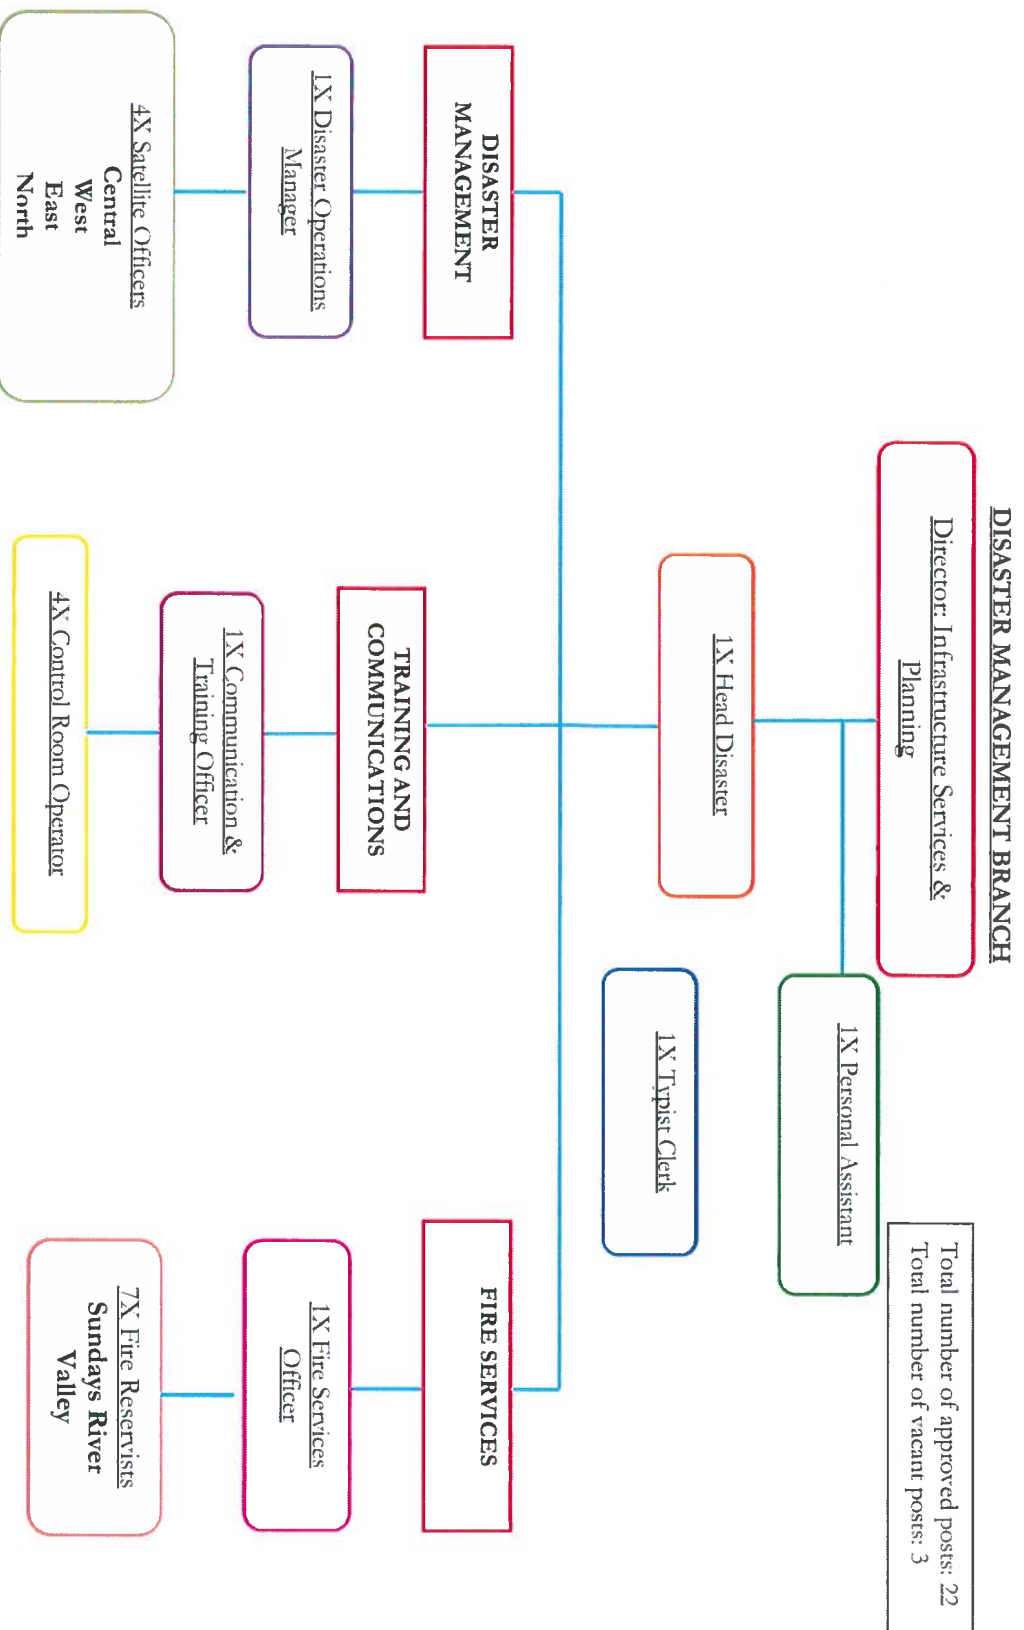 DISASTER MANAGEMENT BRANCH
Total number of approved posts: 22
Total number of vacant posts: 3
Director: Infrastructure Services &
Planning
1X Personal Assistant
1X Head Disaster
1X Typist Clerk
DISASTER
MANAGEMENT
1X Disaster Operations
Manager
4X Satellite Officers
Central
West
East
North
TRAINING AND
COMMUNICATIONS
1X Communication &
Training Officer
4X Control Room Operator
FIRE SERVICES
1X Fire Services
Officer
7X Fire Reservists
Sundays River
Valley